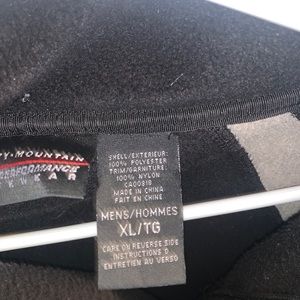 Y·MOUNTAIN
PERFORMANCE
WEAR
SHELL/EXTERIEUR:
100% POLYESTER
TRIM/GARNITURE:
100% NYLON
CA00818
MADE IN CHINA
FAIT EN CHINE
MENS/HOMMES
XL/TG
CARE ON REVERSE SIDE
INSTRUCTIONS D
ENTRETIEN AU VERSO